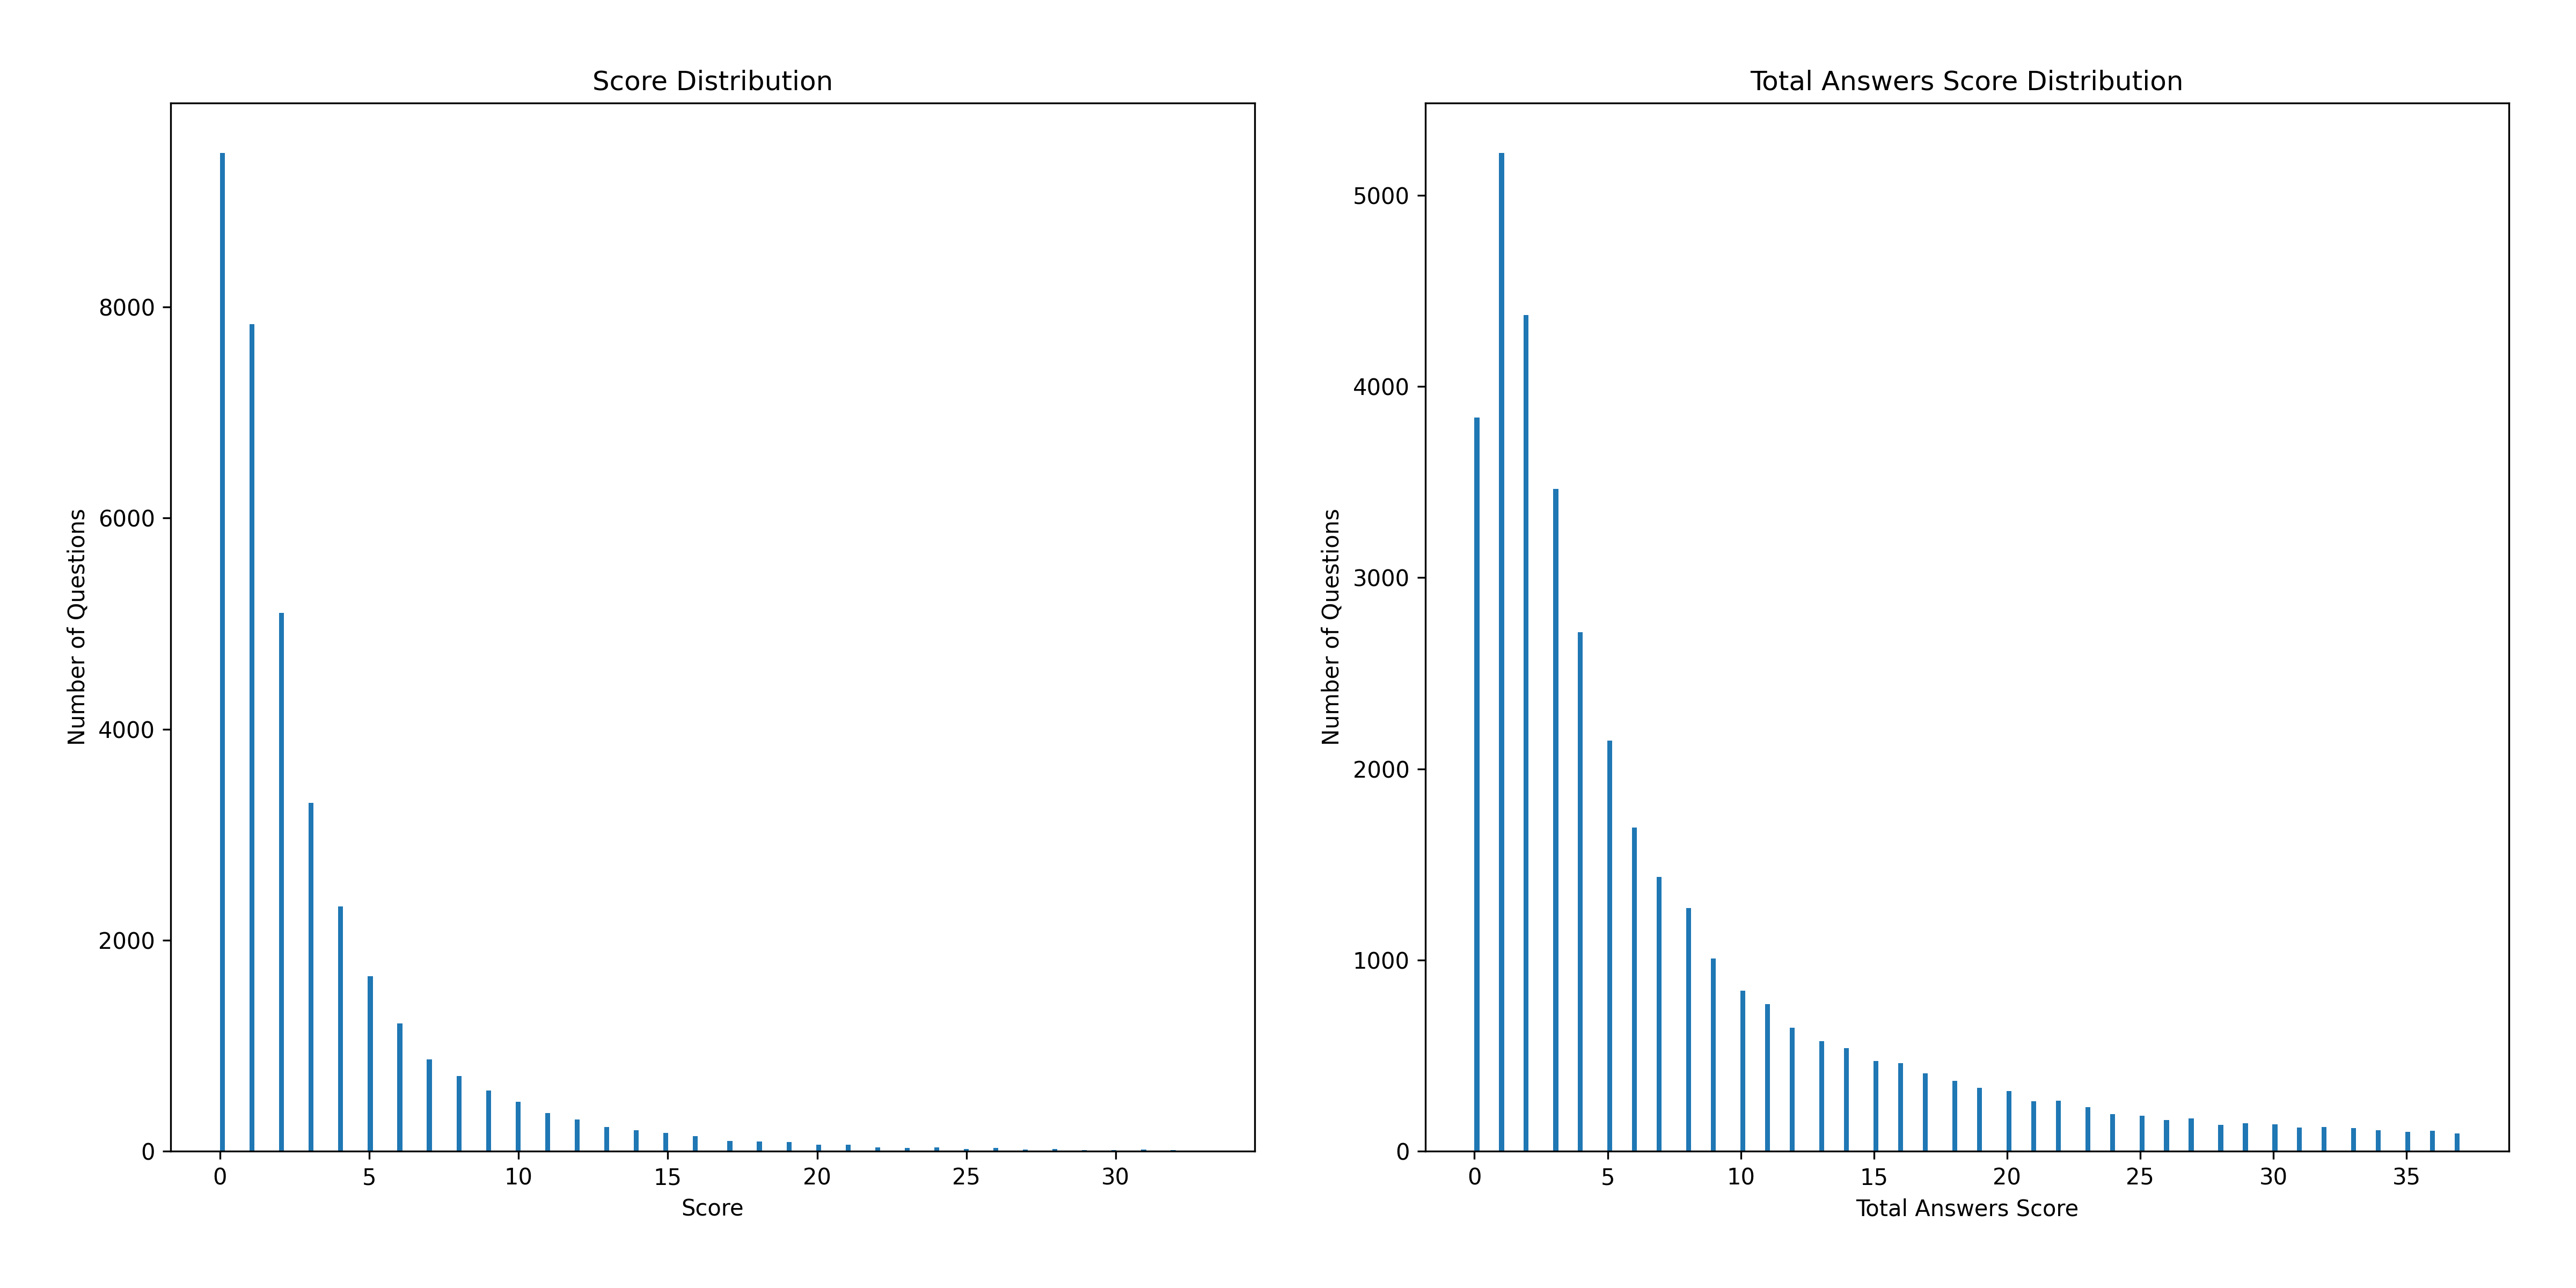 Score Distribution
Number of Questions
8000
6000
4000
2000
0
0 5 10 15 20 25 30
Score
Total Answers Score Distribution
Number of Questions
5000
4000
3000
2000
1000
0
0 5 10 15 20 25 30 35
Total Answers Score